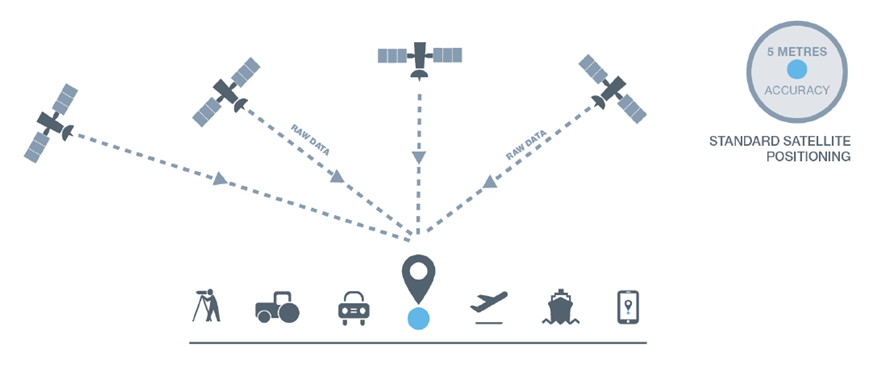 5 METRES
ACCURACY
STANDARD SATELLITE
POSITIONING
RAW DATA
RAW DATA